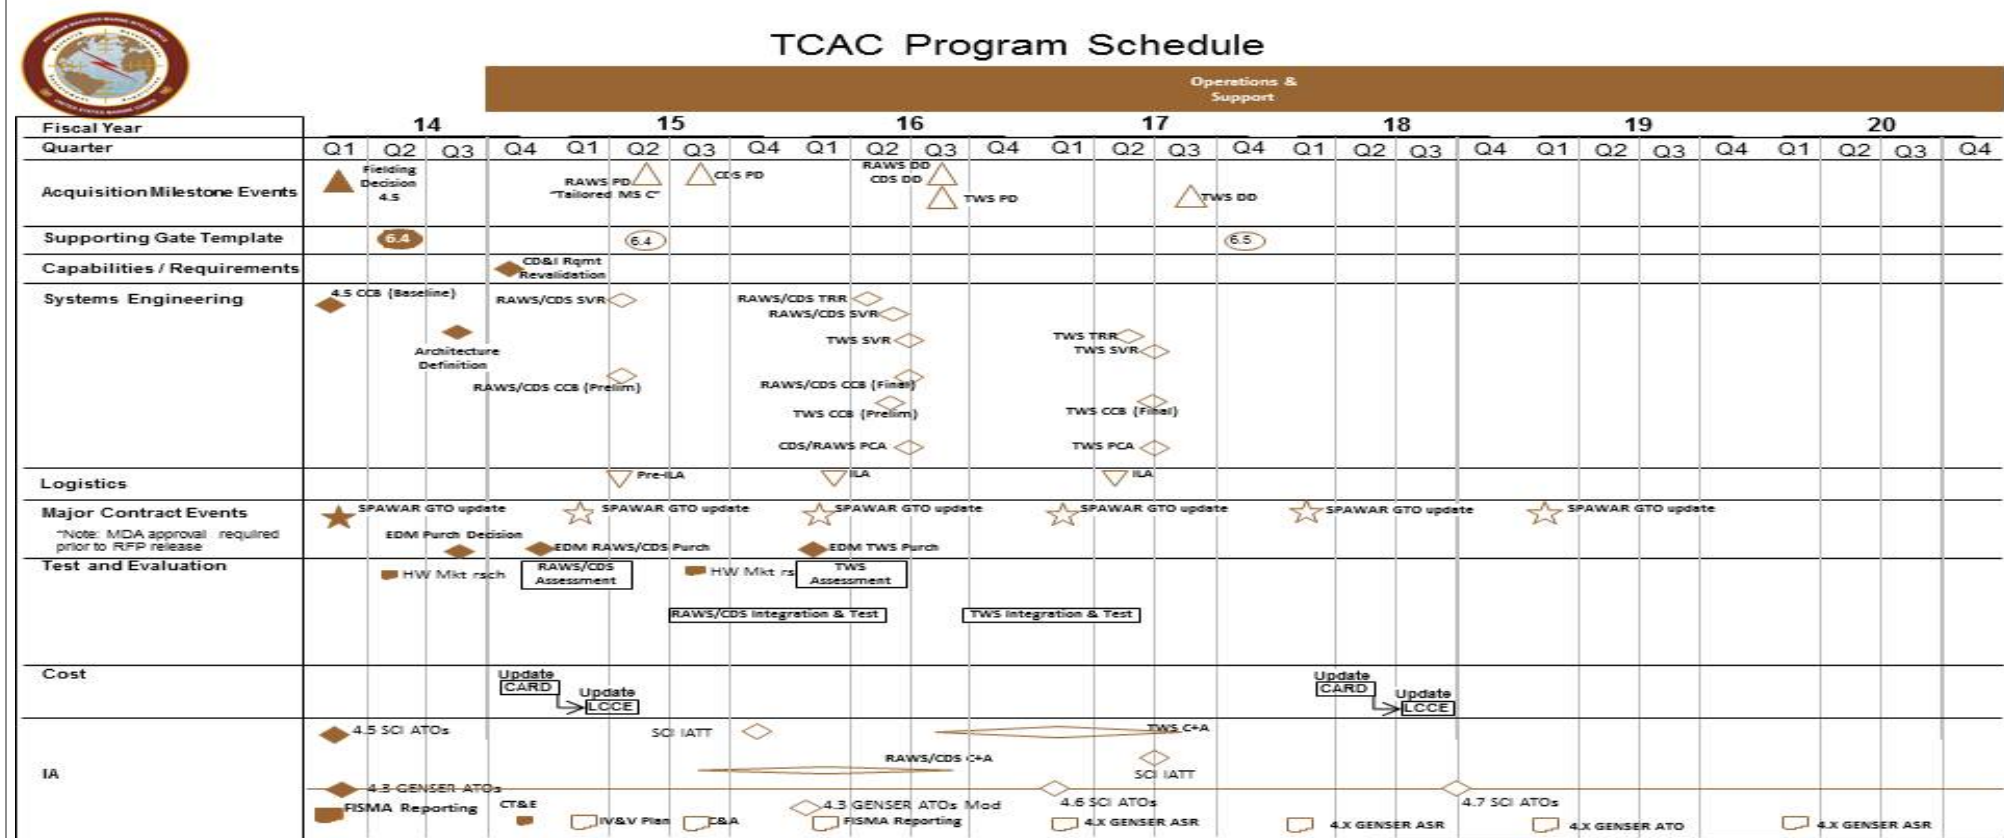 TCAC Program Schedule
Operations &
Support
Fiscal Year 14 15 16 17 18 19 20
Quarter Q1 Q2 Q3 Q4 Q1 Q2 Q3 Q4 Q1 Q2 Q3 Q4 Q1 Q2 Q3 Q4 Q1 Q2 Q3 Q4 Q1 Q2 Q3 Q4 Q1 Q2 Q3 Q4
Acquisition Milestone Events
Fielding
Decision
4.5
RAWS PD
"Tailored MS C"
CDS PD
RAWS DD
CDS DD
TWS PD
TWS DD
Supporting Gate Template
6.4
6.4
6.5
Capabilities / Requirements
CD&I Rqmt
Revalidation
Systems Engineering
4.5 CCB (Baseline)
Architecture
Definition
RAWS/CDS SVR
RAWS/CDS CCB (Prelim)
RAWS/CDS TRR
RAWS/CDS SVR
TWS SVR
RAWS/CDS CCB (Final)
TWS CCB (Prelim)
CDS/RAWS PCA
TWS TRR
TWS SVR
TWS CCB (Final)
TWS PCA
Logistics
Pre-ILA
ILA
ILA
Major Contract Events
*Note: MDA approval required
prior to RFP release
SPAWAR GTO update
SPAWAR GTO update
SPAWAR GTO update
SPAWAR GTO update
SPAWAR GTO update
SPAWAR GTO update
EDM Purch Decision
EDM RAWS/CDS Purch
EDM TWS Purch
Test and Evaluation
HW Mkt rsch
RAWS/CDS
Assessment
HW Mkt rs
TWS
Assessment
RAWS/CDS Integration & Test
TWS Integration & Test
Cost
Update
CARD
Update
LCCE
Update
CARD
Update
LCCE
IA
4.5 SCI ATOs
SCI IATT
TWS C+A
RAWS/CDS C+A
SCI IATT
4.3 GENSER ATOs
FISMA Reporting
CT&E
IV&V Plan
C&A
4.3 GENSER ATOs Mod
FISMA Reporting
4.6 SCI ATOs
4.X GENSER ASR
4.X GENSER ASR
4.7 SCI ATOs
4.X GENSER ATO
4.X GENSER ASR